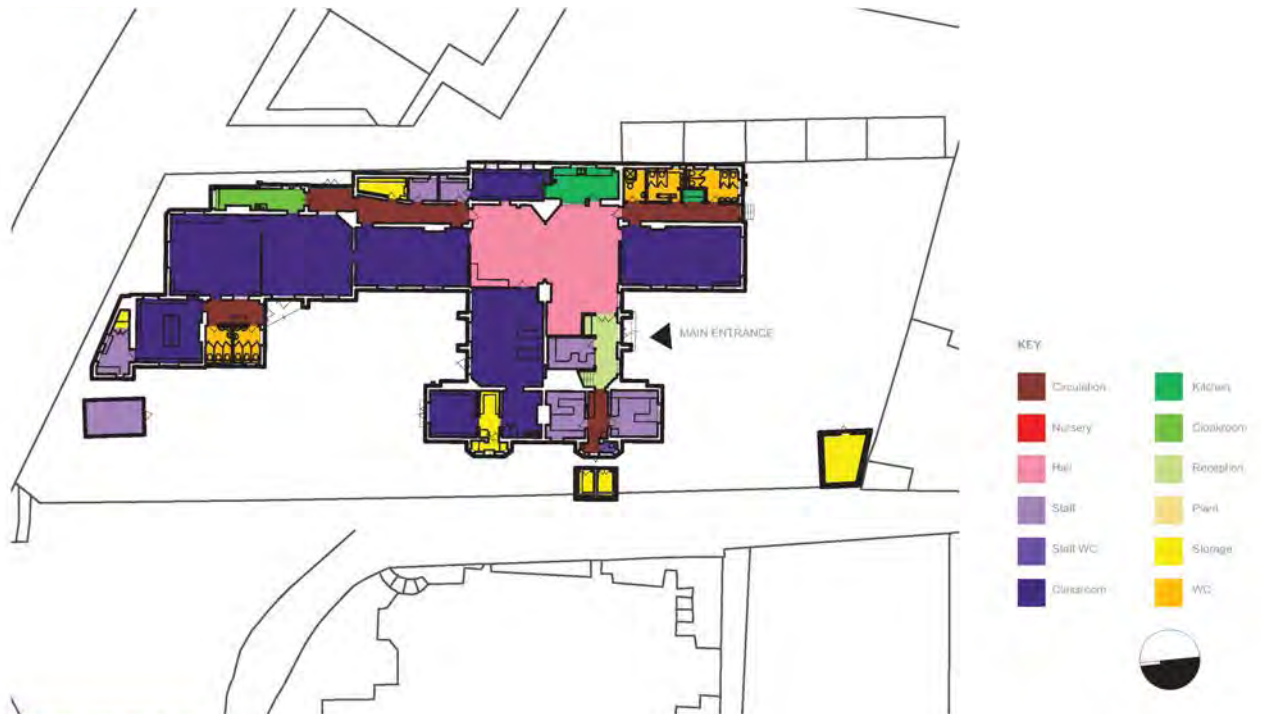 MAIN ENTRANCE
KEY
Circulation
Kitchen
Nursery
Cloakroom
Hall
Reception
Staff
Plant
Staff WC
Storage
Classroom
WC